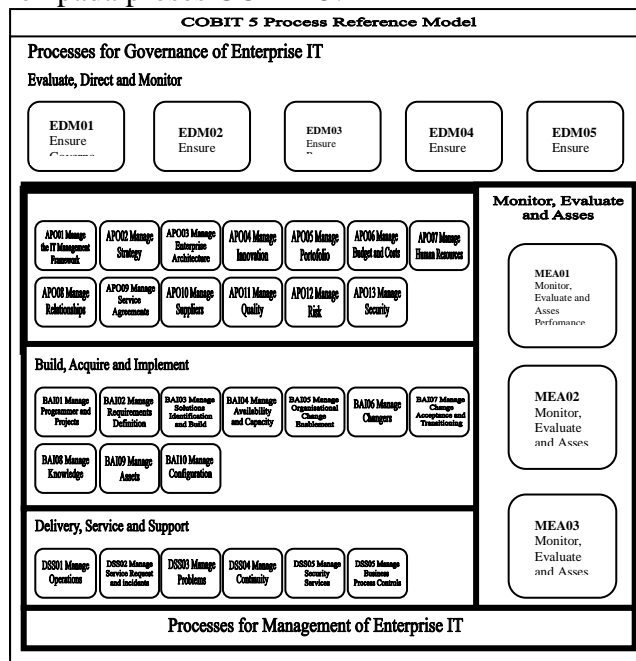 pada proses
COBIT 5 Process Reference Model
Processes for Governance of Enterprise IT
Evaluate, Direct and Monitor
EDM01
Ensure
EDM02
Ensure
EDM03
Ensure
EDM04
Ensure
EDM05
Ensure
APO01 Manage
the IT Management
Framework
APO02 Manage
Strategy
APO03 Manage
Enterprise
Architecture
APO04 Manage
Innovation
APO05 Manage
Portofolio
APO06 Manage
Budget and Costs
APO07 Manage
Human Resources
APO08 Manage
Relationships
APO09 Manage
Service
Agreements
APO10 Manage
Suppliers
APO11 Manage
Quality
APO12 Manage
Risk
APO13 Manage
Security
Build, Acquire and Implement
BAI01 Manage
Programmer and
Projects
BAI02 Manage
Requirements
Definition
BAI03 Manage
Solutions
Identification
and Build
BAI04 Manage
Availability
and Capacity
BAI05 Manage
Organisational
Change
Enablement
BAI06 Manage
Changers
BAI07 Manage
Change
Acceptance and
Transitioning
BAI08 Manage
Knowledge
BAI09 Manage
Assets
BAI10 Manage
Configuration
Delivery, Service and Support
DSS01 Manage
Operations
DSS02 Manage
Service Request
and incidents
DSS03 Manage
Problems
DSS04 Manage
Continuity
DSS05 Manage
Security
Services
DSS05 Manage
Business
Process Controls
Monitor, Evaluate
and Asses
MEA01
Monitor,
Evaluate and
Asses
Perfomance
MEA02
Monitor,
Evaluate
and Asses
MEA03
Monitor,
Evaluate
and Asses
Processes for Management of Enterprise IT